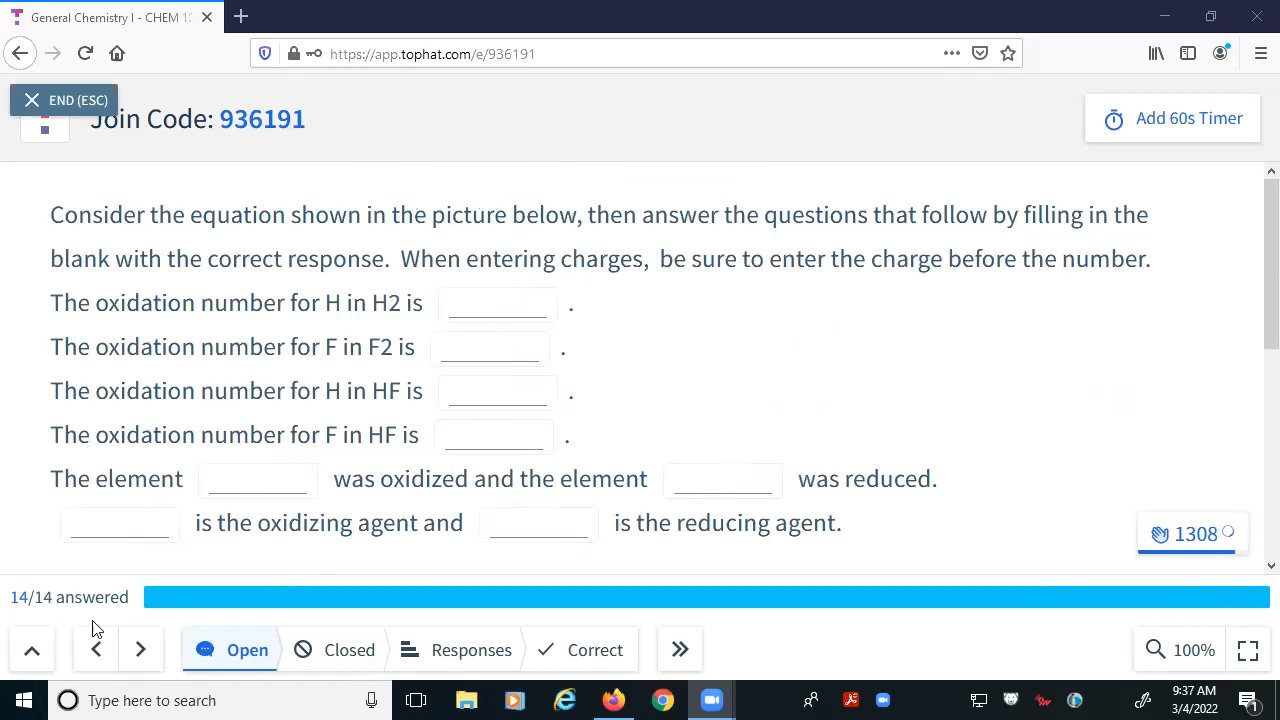 General Chemistry I - CHEM 1
https://app.tophat.com/e/936191
END (ESC)
Join Code: 936191
Add 60s Timer
Consider the equation shown in the picture below, then answer the questions that follow by filling in the
blank with the correct response. When entering charges, be sure to enter the charge before the number.
The oxidation number for H in H2 is .
The oxidation number for F in F2 is .
The oxidation number for H in HF is .
The oxidation number for F in HF is .
The element was oxidized and the element was reduced.
is the oxidizing agent and is the reducing agent.
1308
14/14 answered
Open Closed Responses Correct
100%
Type here to search
9:37 AM
3/4/2022
1